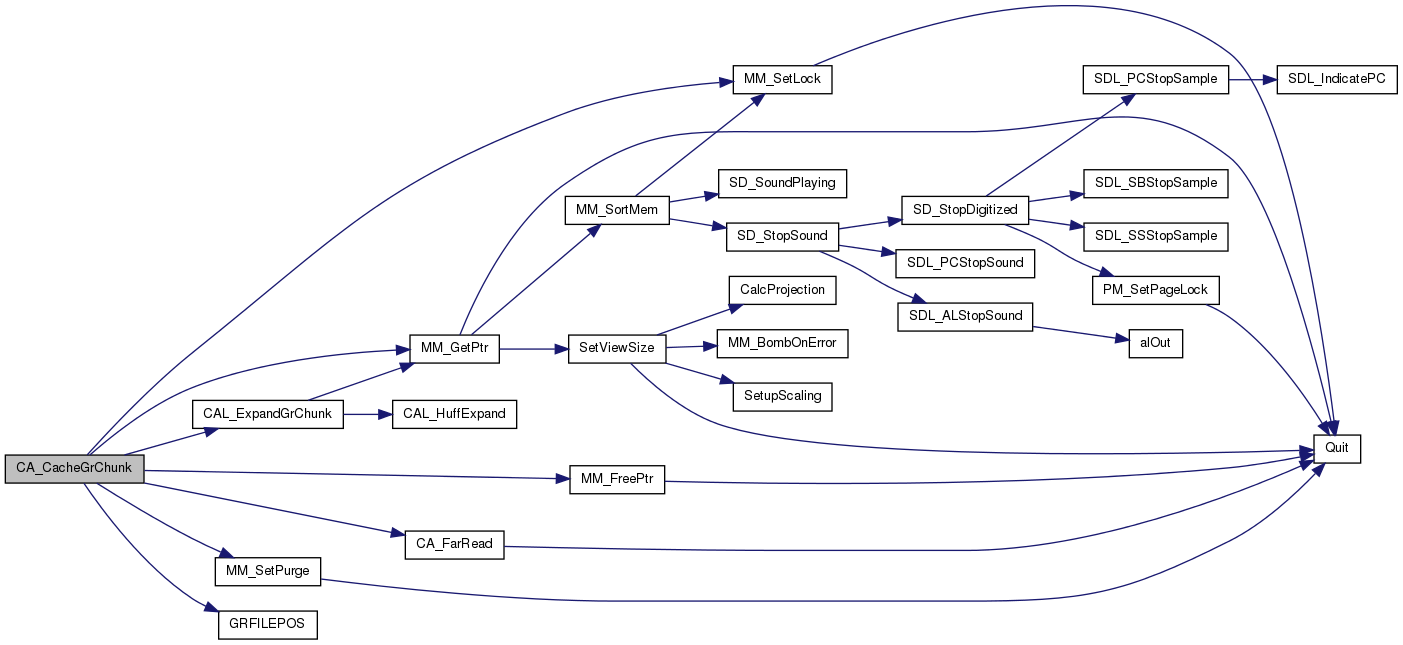 MM_SetLock
SDL_PCStopSample
SDL_IndicatePC
MM_SortMem
SD_SoundPlaying
SD_StopDigitized
SDL_SBStopSample
SD_StopSound
SDL_SSStopSample
SDL_PCStopSound
CalcProjection
PM_SetPageLock
SDL_ALStopSound
MM_GetPtr
SetViewSize
MM_BombOnError
alOut
SetupScaling
CAL_ExpandGrChunk
CAL_HuffExpand
Quit
CA_CacheGrChunk
MM_FreePtr
CA_FarRead
MM_SetPurge
GRFILEPOS